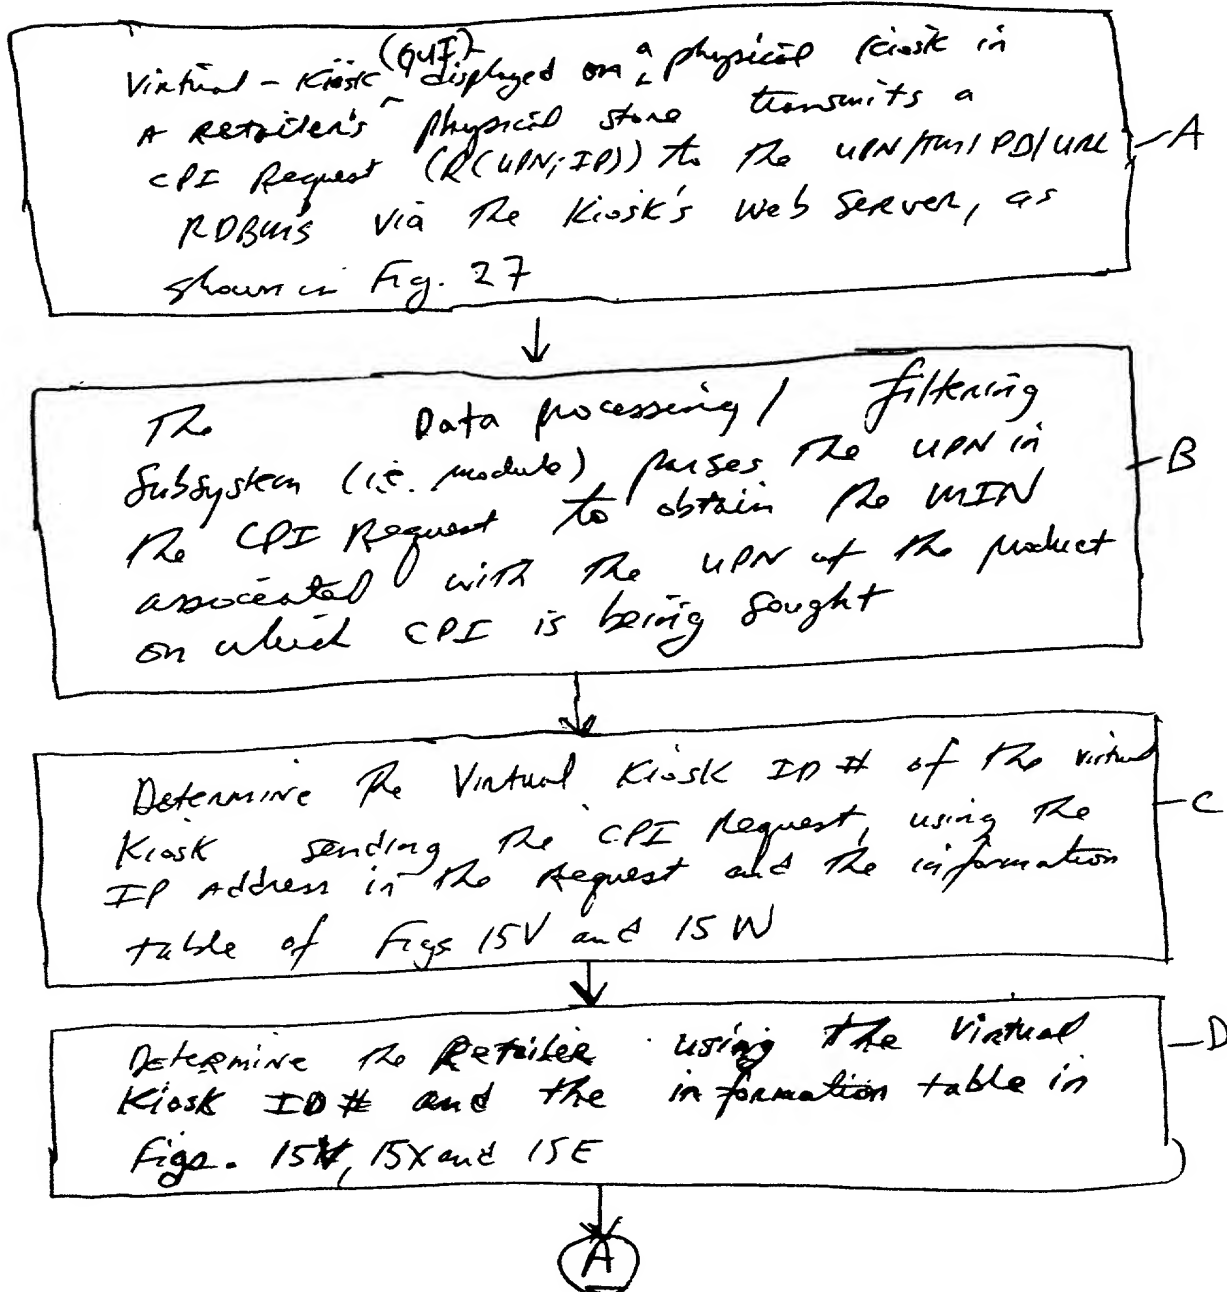 (GUI)
Virtual - Kiosk displayed on a physical kiosk in
A Retailer's physical store transmits a
CPI Request (R(UPN; IP)) to the UPN/TM/PD/URL
RDBMS via the Kiosk's Web Server, as
shown in Fig. 27
A
The Data processing / filtering
Subsystem (i.e. module) parses the UPN in
the CPI Request to obtain the MIN
associated with the UPN of the product
on which CPI is being sought
B
Determine the Virtual Kiosk ID # of the virtual
Kiosk sending the CPI Request, using the
IP Address in the Request and the information
table of Figs 15V and 15W
C
Determine the Retailer using the Virtual
Kiosk ID # and the information table in
Figs. 15X and 15E
D
A